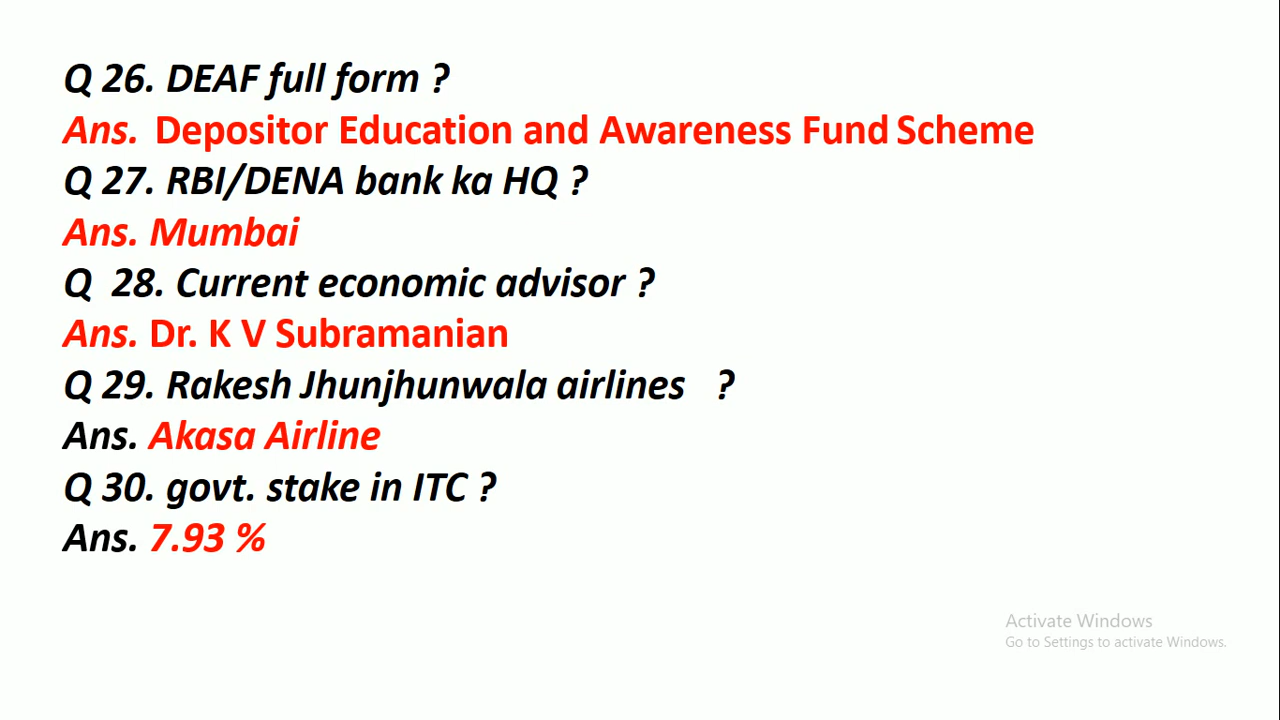 Q 26. DEAF full form ?
Ans. Depositor Education and Awareness Fund Scheme
Q 27. RBI/DENA bank ka HQ ?
Ans. Mumbai
Q 28. Current economic advisor ?
Ans. Dr. K V Subramanian
Q 29. Rakesh Jhunjhunwala airlines ?
Ans. Akasa Airline
Q 30. govt. stake in ITC ?
Ans. 7.93 %
Activate Windows
Go to Settings to activate Windows.